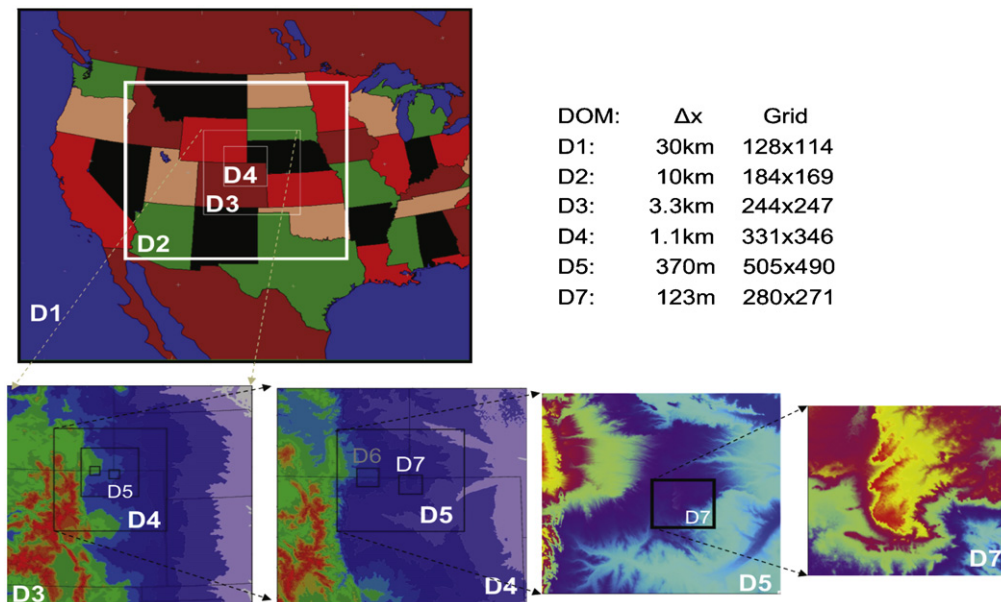 D4
D3
D2
D1
DOM: Δx Grid
D1: 30km 128x114
D2: 10km 184x169
D3: 3.3km 244x247
D4: 1.1km 331x346
D5: 370m 505x490
D7: 123m 280x271
D5
D4
D3
D6
D7
D5
D4
D7
D5
D7